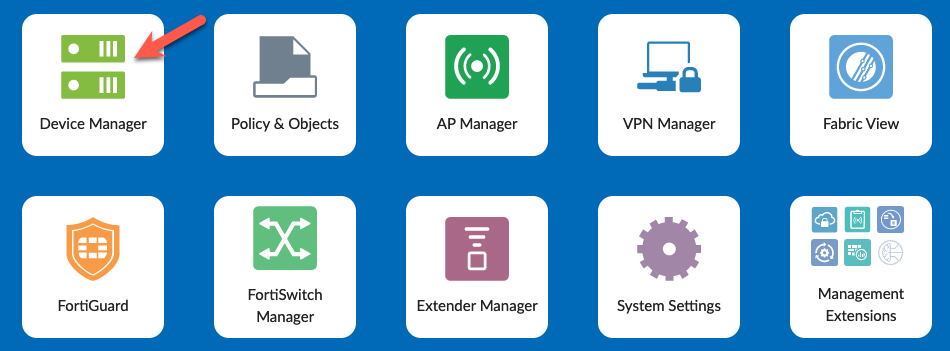 Device Manager
Policy & Objects
AP Manager
VPN Manager
Fabric View
FortiGuard
FortiSwitch
Manager
Extender Manager
System Settings
Management
Extensions